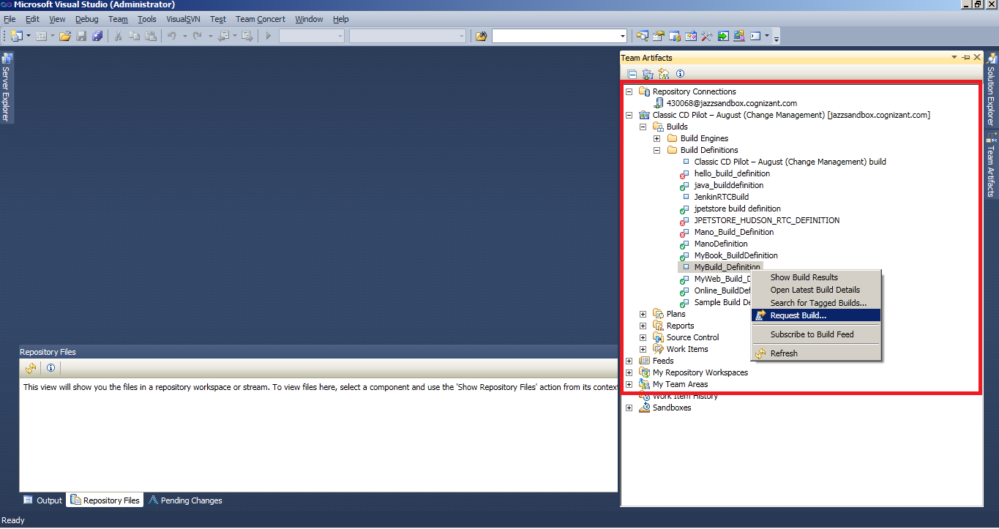 Microsoft Visual Studio (Administrator)
File Edit View Debug Team Tools VisualSVN Test Team Concert Window Help
Server Explorer
Team Artifacts
Repository Connections
430068@jazzsandbox.cognizant.com
Classic CD Pilot – August (Change Management) [jazzsandbox.cognizant.com]
Builds
Build Engines
Build Definitions
Classic CD Pilot – August (Change Management) build
hello_build_definition
java_builddefinition
JenkinRTCBuild
jpetstore build definition
JPETSTORE_HUDSON_RTC_DEFINITION
Mano_Build_Definition
ManoDefinition
MyBook_BuildDefinition
MyBuild_Definition
MyWeb_Build_D
Online_BuildDef
Sample Build De
Show Build Results
Open Latest Build Details
Search for Tagged Builds...
Request Build...
Subscribe to Build Feed
Refresh
Plans
Reports
Source Control
Work Items
Feeds
My Repository Workspaces
My Team Areas
Work Item History
Sandboxes
Solution Explorer
Team Artifacts
Repository Files
This view will show you the files in a repository workspace or stream. To view files here, select a component and use the 'Show Repository Files' action from its contex
Output Repository Files Pending Changes
Ready